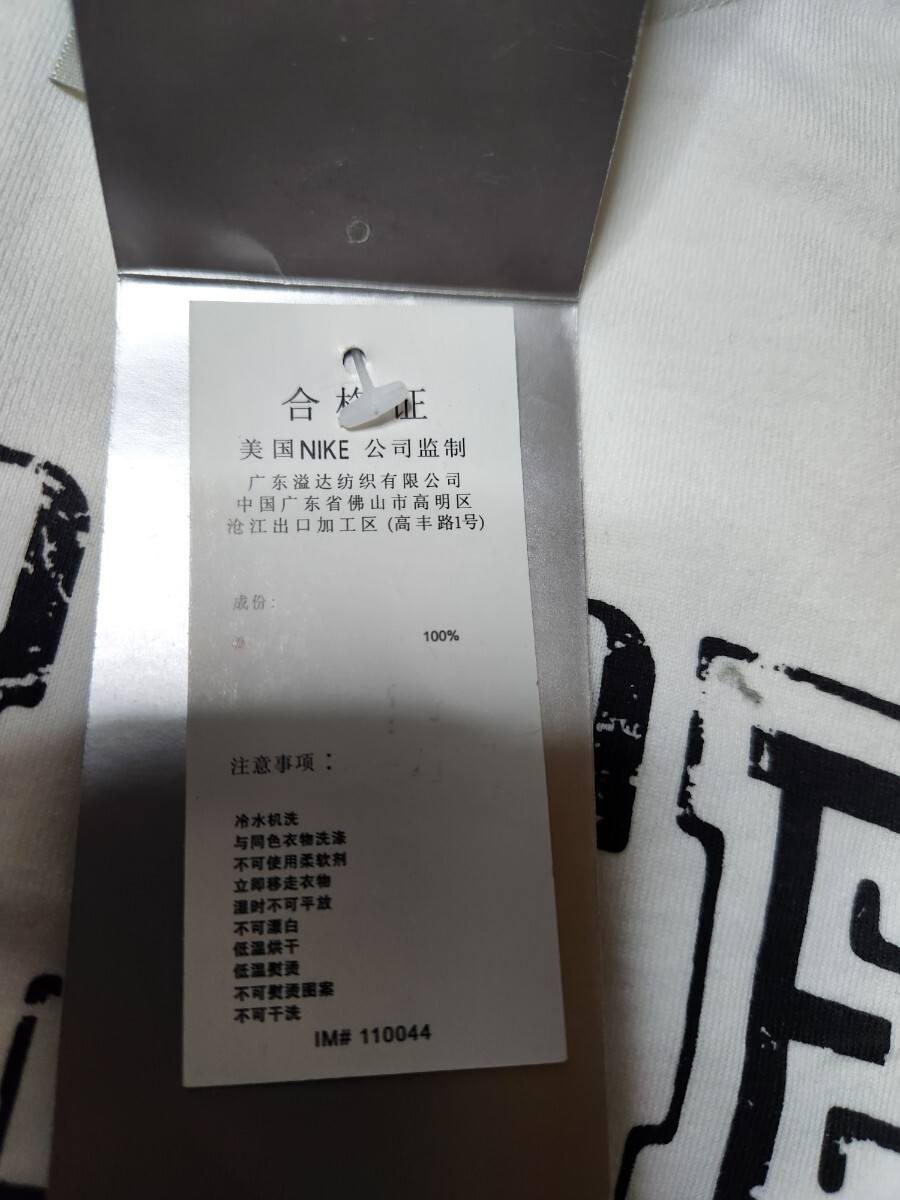 合格证
美国NIKE 公司监制
广东溢达纺织有限公司
中国广东省佛山市高明区
沧江出口加工区 (高丰路1号)
成份:
100%
注意事项:
冷水机洗
与同色衣物洗涤
不可使用柔软剂
立即移走衣物
湿时不可平放
不可漂白
低温烘干
低温熨烫
不可熨烫图案
不可干洗
IM# 110044